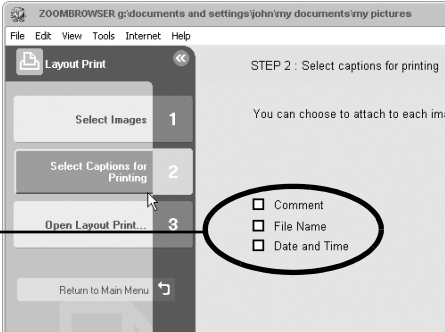 ZOOMBROWSER g:\documents and settings\john\my documents\my pictures
File Edit View Tools Internet Help
Layout Print
«
STEP 2 : Select captions for printing
Select Images 1
You can choose to attach to each
Select Captions for
Printing 2
Comment
File Name
Open Layout Print... 3
Date and Time
Return to Main Menu